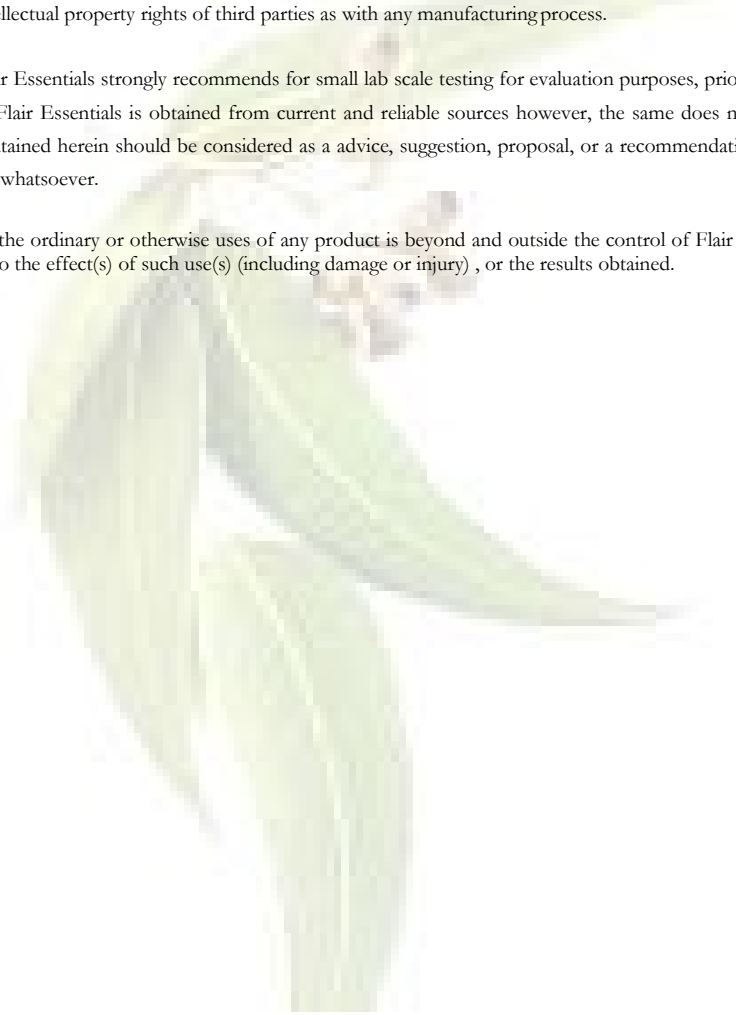 ellectual property rights of third parties as with any manufacturing process.
r Essentials strongly recommends for small lab scale testing for evaluation purposes, prio
Flair Essentials is obtained from current and reliable sources however, the same does n
tained herein should be considered as a advice, suggestion, proposal, or a recommendati
whatsoever.
the ordinary or otherwise uses of any product is beyond and outside the control of Flair
o the effect(s) of such use(s) (including damage or injury) , or the results obtained.